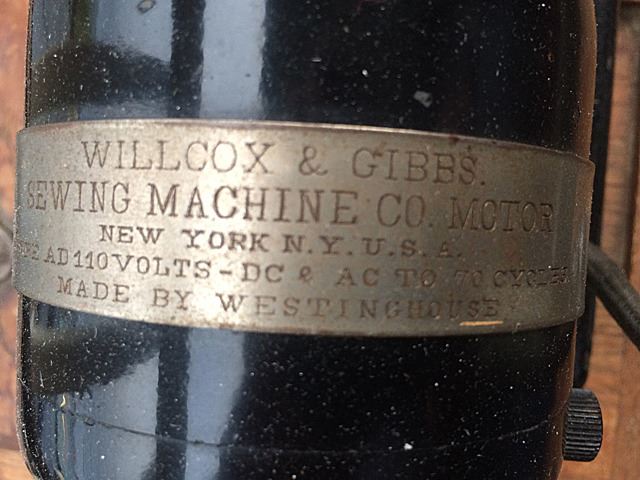 WILLCOX & GIBBS.
SEWING MACHINE CO. MOTOR
NEW YORK N.Y. U.S.A.
TYPE AD 110 VOLTS - DC & AC TO 70 CYCLES
MADE BY WESTINGHOUSE